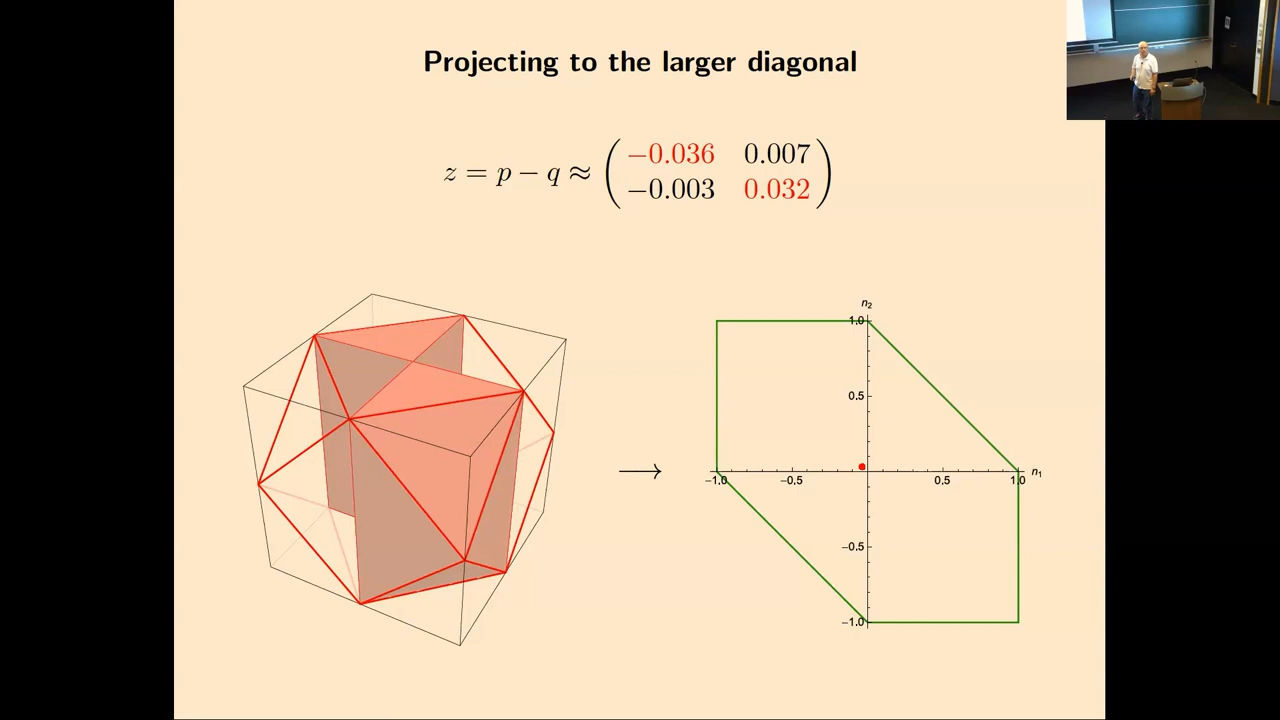 Projecting to the larger diagonal
z = p − q ≈ ( −0.036 0.007
−0.003 0.032 )
n₂
1.0
0.5
→
−1.0 −0.5 0.5 1.0 n₁
−0.5
−1.0